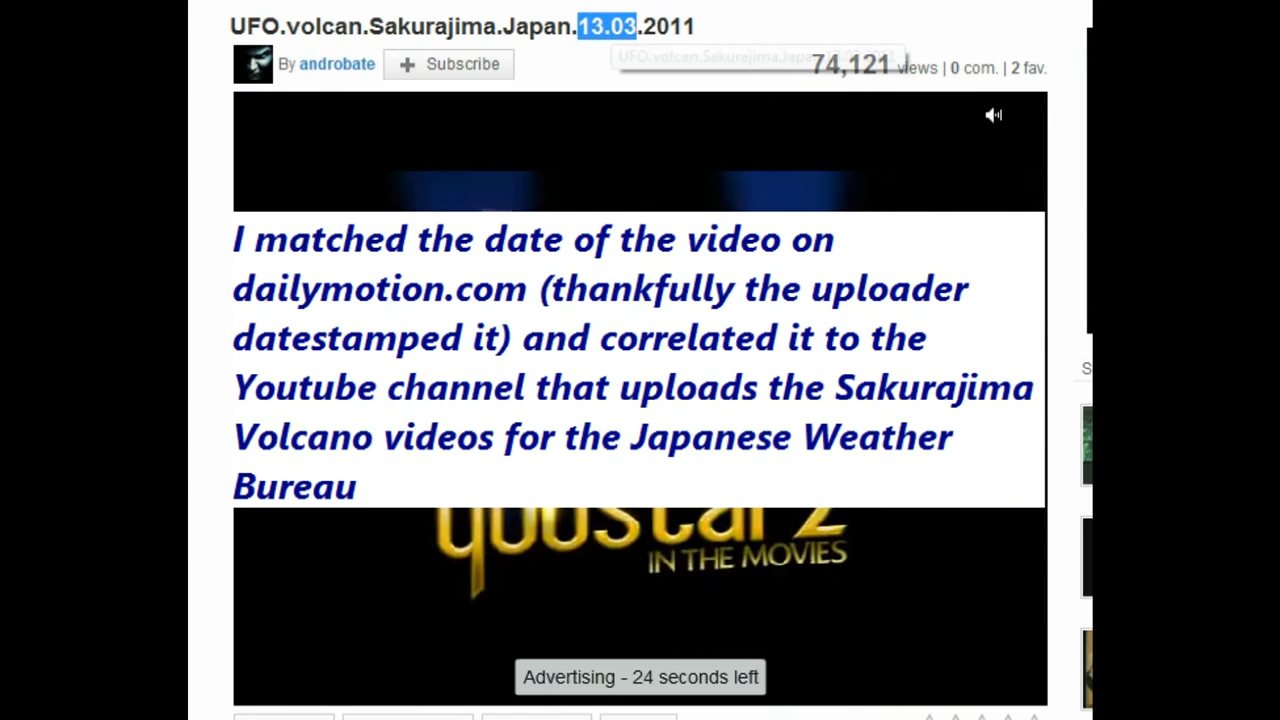 UFO.volcan.Sakurajima.Japan.13.03.2011
By androbate + Subscribe
74,121 views | 0 com. | 2 fav.
I matched the date of the video on
dailymotion.com (thankfully the uploader
datestamped it) and correlated it to the
Youtube channel that uploads the Sakurajima
Volcano videos for the Japanese Weather
Bureau
IN THE MOVIES
Advertising - 24 seconds left